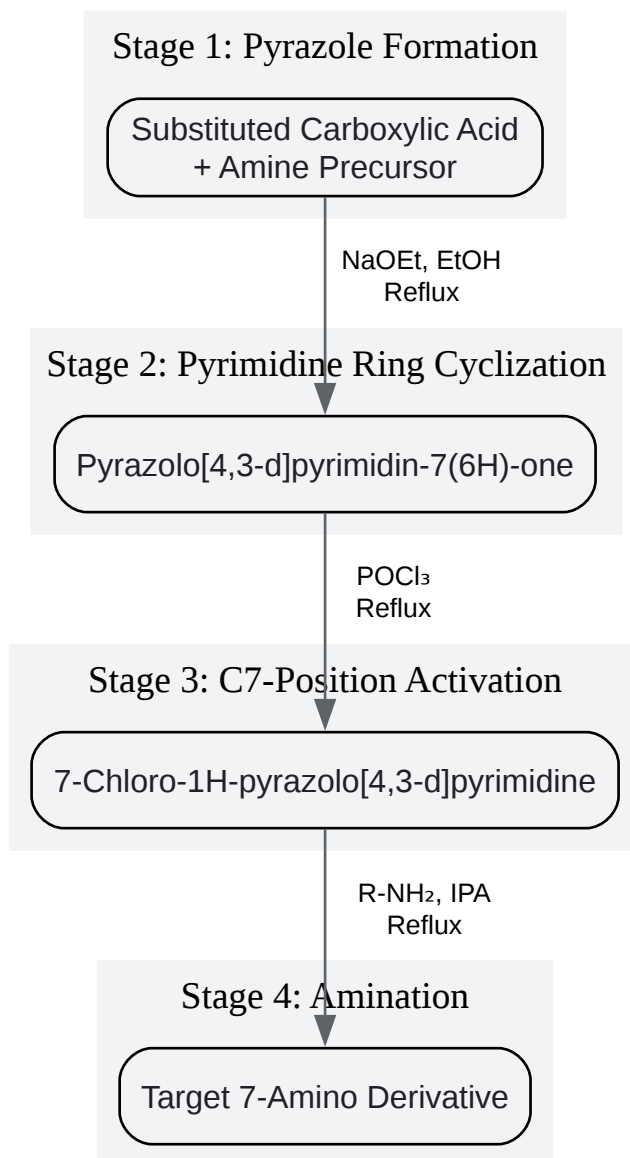 Stage 1: Pyrazole Formation
Substituted Carboxylic Acid
+ Amine Precursor
NaOEt, EtOH
Reflux
Stage 2: Pyrimidine Ring Cyclization
Pyrazolo[4,3-d]pyrimidin-7(6H)-one
POCl₃
Reflux
Stage 3: C7-Position Activation
7-Chloro-1H-pyrazolo[4,3-d]pyrimidine
R-NH₂, IPA
Reflux
Stage 4: Amination
Target 7-Amino Derivative